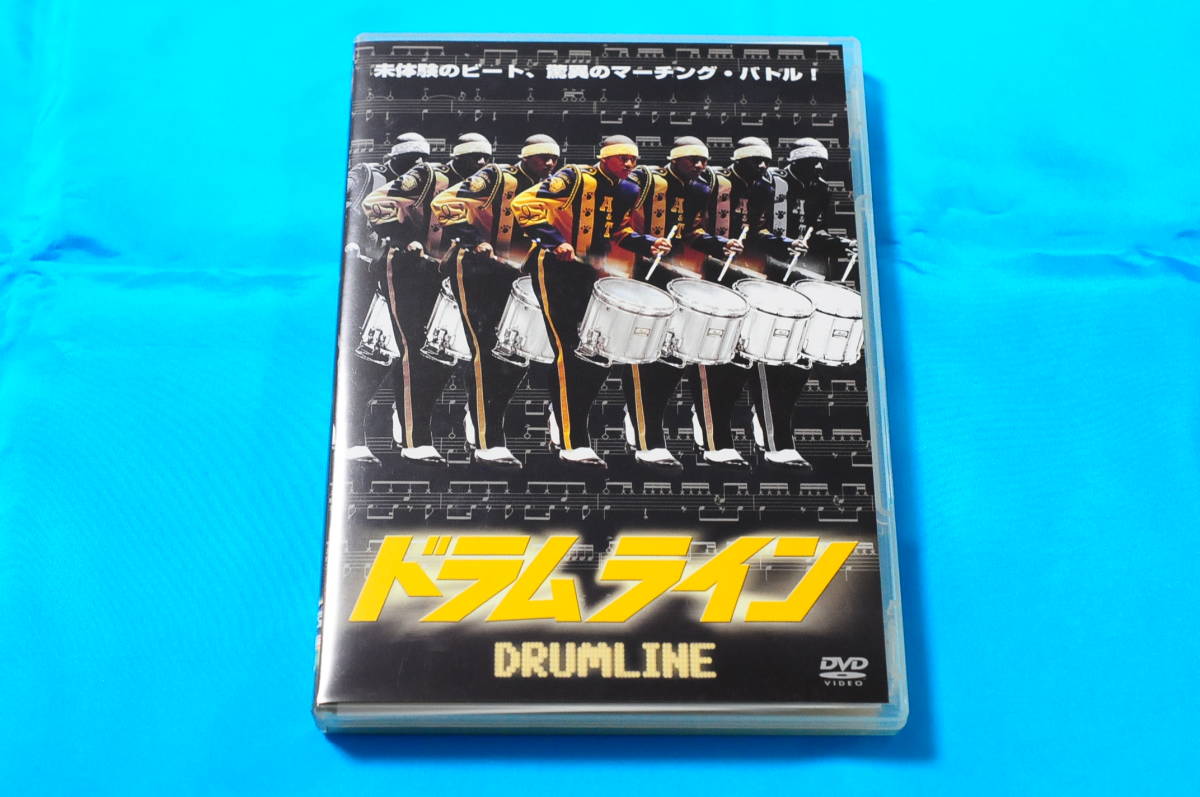 未体験のビート、驚異のマーチング・バトル！
A&T
ドラムライン
DRUMLINE
DVD
VIDEO